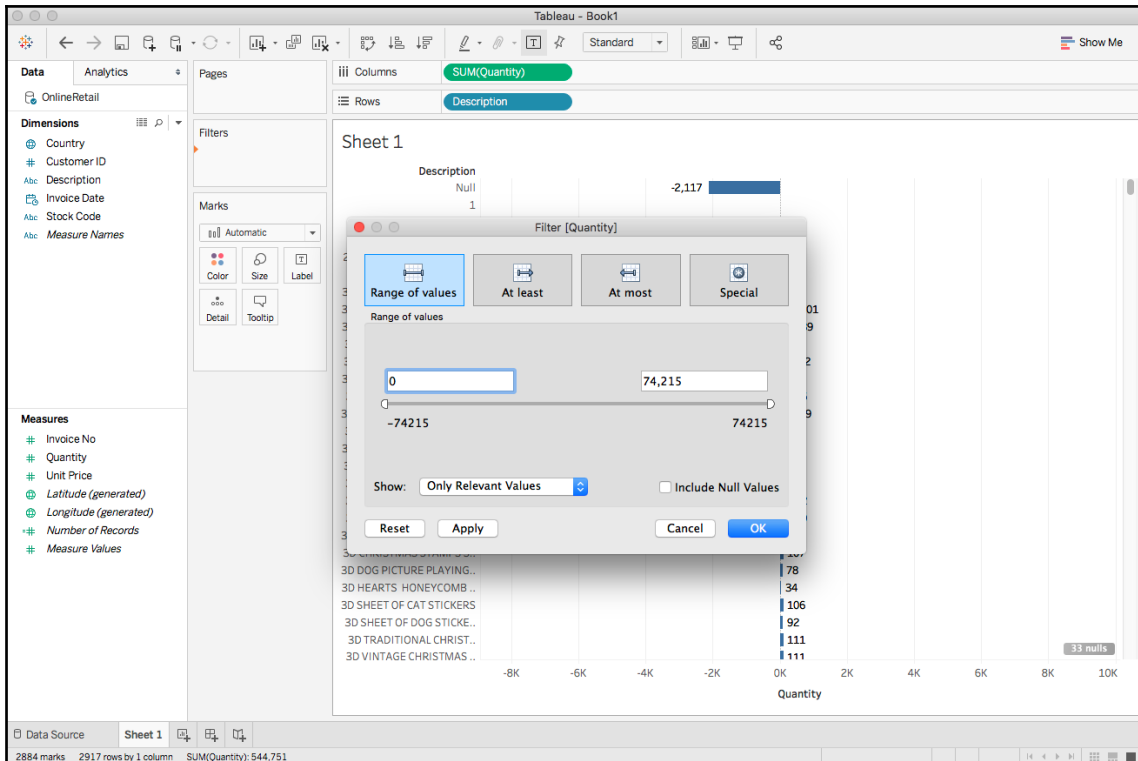 Tableau - Book1
Standard
Show Me
Data
Analytics
Pages
iii Columns
SUM(Quantity)
OnlineRetail
Rows
Description
Dimensions
Filters
Country
# Customer ID
Abc Description
Invoice Date
Abc Stock Code
Abc Measure Names
Marks
Automatic
Color
Size
Label
Detail
Tooltip
Measures
# Invoice No
# Quantity
# Unit Price
Latitude (generated)
Longitude (generated)
=# Number of Records
# Measure Values
Sheet 1
Description
Null
-2,117
1
Filter [Quantity]
Range of values
At least
At most
Special
Range of values
0
74,215
-74215
74215
Show:
Only Relevant Values
Include Null Values
Reset
Apply
Cancel
OK
3D DOG PICTURE PLAYING..
78
3D HEARTS HONEYCOMB ..
34
3D SHEET OF CAT STICKERS
106
3D SHEET OF DOG STICKE..
92
3D TRADITIONAL CHRIST..
111
3D VINTAGE CHRISTMAS ..
111
33 nulls
-8K
-6K
-4K
-2K
0K
2K
4K
6K
8K
10K
Quantity
Data Source
Sheet 1
2884 marks 2917 rows by 1 column SUM(Quantity): 544,751